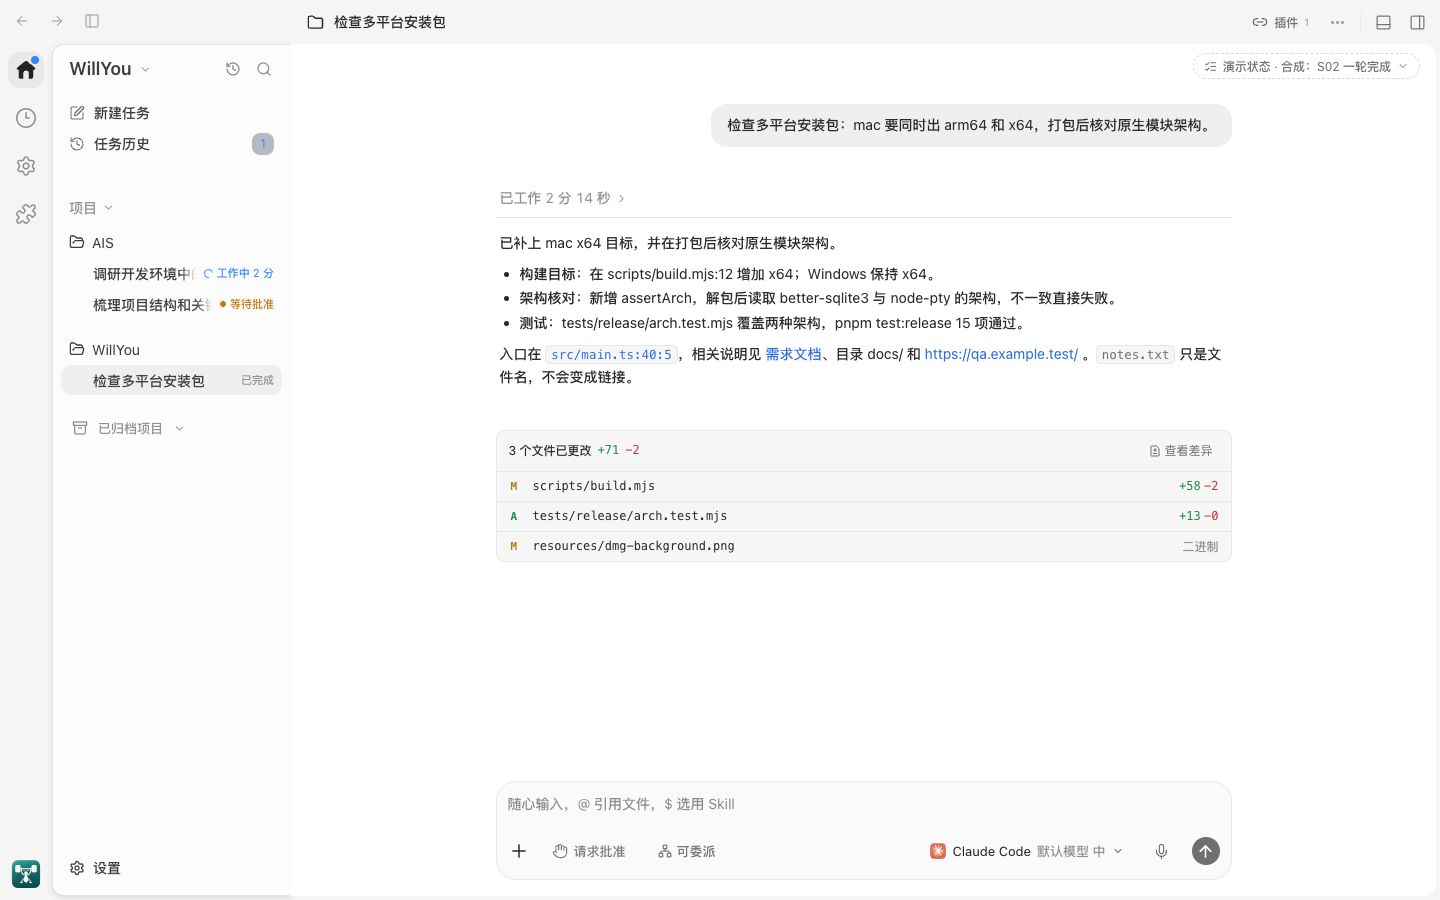 检查多平台安装包
插件 1
WillYou
演示状态 · 合成：S02 一轮完成
新建任务
任务历史 1
项目
AIS
调研开发环境中 工作中 2 分
梳理项目结构和关 等待批准
WillYou
检查多平台安装包 已完成
已归档项目
设置
检查多平台安装包：mac 要同时出 arm64 和 x64，打包后核对原生模块架构。
已工作 2 分 14 秒
已补上 mac x64 目标，并在打包后核对原生模块架构。
• 构建目标：在 scripts/build.mjs:12 增加 x64；Windows 保持 x64。
• 架构核对：新增 assertArch，解包后读取 better-sqlite3 与 node-pty 的架构，不一致直接失败。
• 测试：tests/release/arch.test.mjs 覆盖两种架构，pnpm test:release 15 项通过。
入口在 src/main.ts:40:5，相关说明见 需求文档、目录 docs/ 和 https://qa.example.test/ 。notes.txt 只是文
件名，不会变成链接。
3 个文件已更改 +71 −2 查看差异
M scripts/build.mjs +58 −2
A tests/release/arch.test.mjs +13 −0
M resources/dmg-background.png 二进制
随心输入，@ 引用文件，$ 选用 Skill
请求批准 可委派 Claude Code 默认模型 中